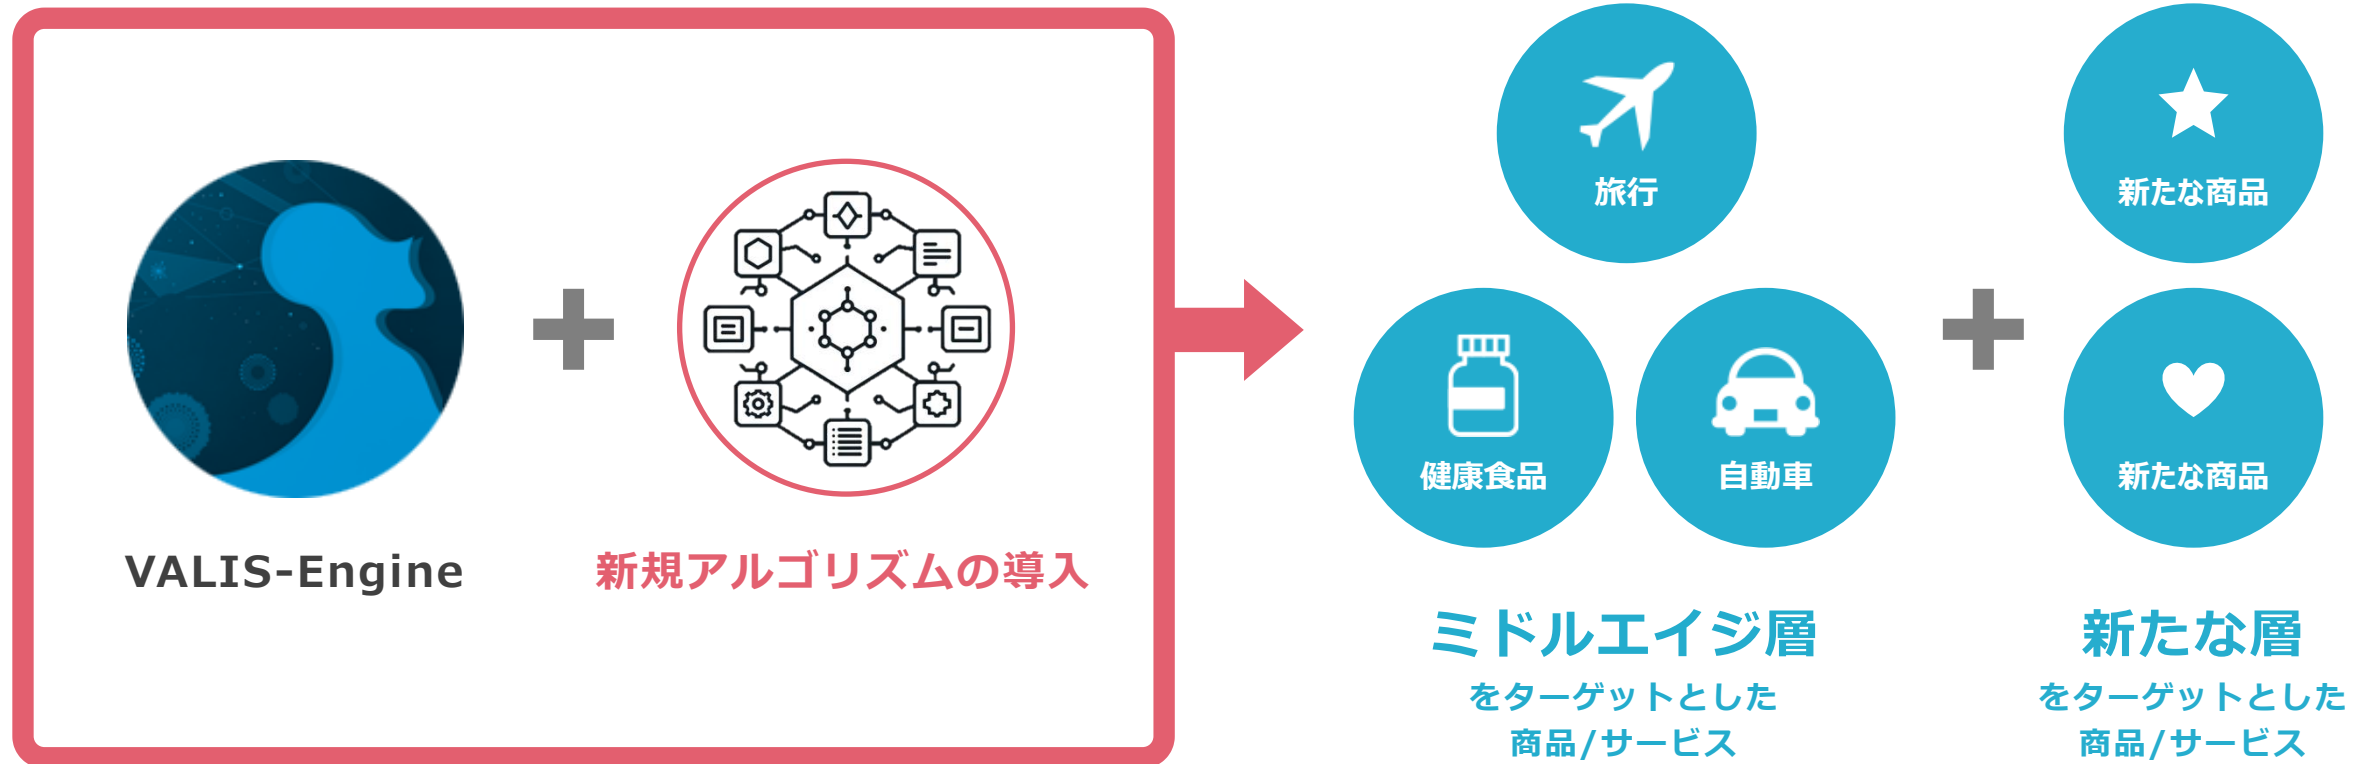 VALIS-Engine
新規アルゴリズムの導入
旅行
健康食品
自動車
ミドルエイジ層
をターゲットとした
商品/サービス
新たな商品
新たな商品
新たな層
をターゲットとした
商品/サービス